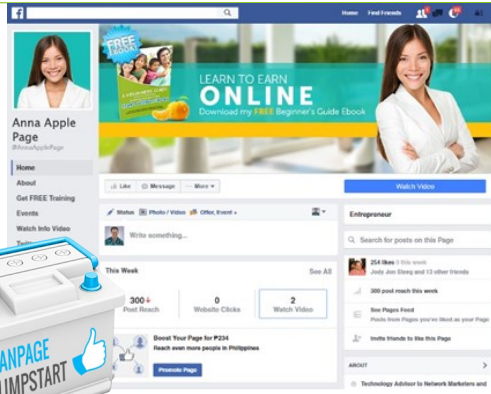 Home Find Friends
FREE
EBOOK!
LEARN TO EARN
ONLINE
Download my FREE Beginner's Guide Ebook
Anna Apple
Page
@AnnaApplePage
Home
About
Get FREE Training
Events
Watch Info Video
Like Message More
Watch Video
Status Photo / Video Offer, Event +
Write something...
Entrepreneur
Search for posts on this Page
254 likes 0 this week
Jods Jon Sleeq and 13 other friends
300 post reach this week
See Pages Feed
Posts from Pages you've liked as your Page
Invite friends to like this Page
This Week See All
300
Post Reach
0
Website Clicks
2
Watch Video
Boost Your Page for ₱234
Reach even more people in Philippines
Promote Page
ABOUT
Technology Advisor to Network Marketers and
ANPAGE
UMPSTART